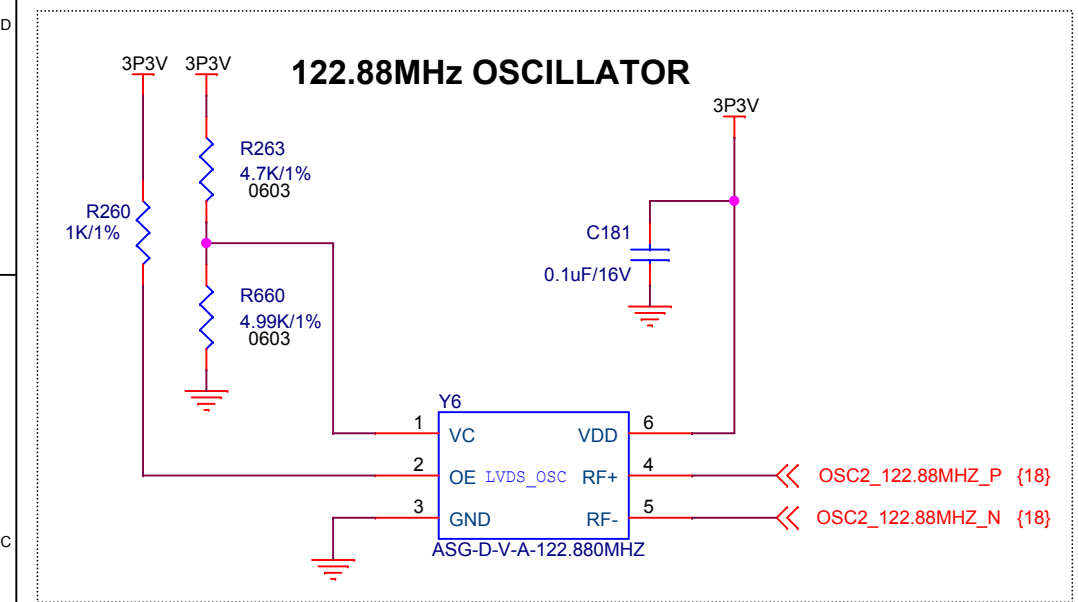 D
3P3V 3P3V
122.88MHz OSCILLATOR
3P3V
R263
4.7K/1%
0603
R260
1K/1%
C181
0.1uF/16V
R660
4.99K/1%
0603
Y6
1 VC VDD 6
2 OE LVDS_OSC RF+ 4 OSC2_122.88MHZ_P {18}
3 GND RF- 5 OSC2_122.88MHZ_N {18}
C
ASG-D-V-A-122.880MHZ